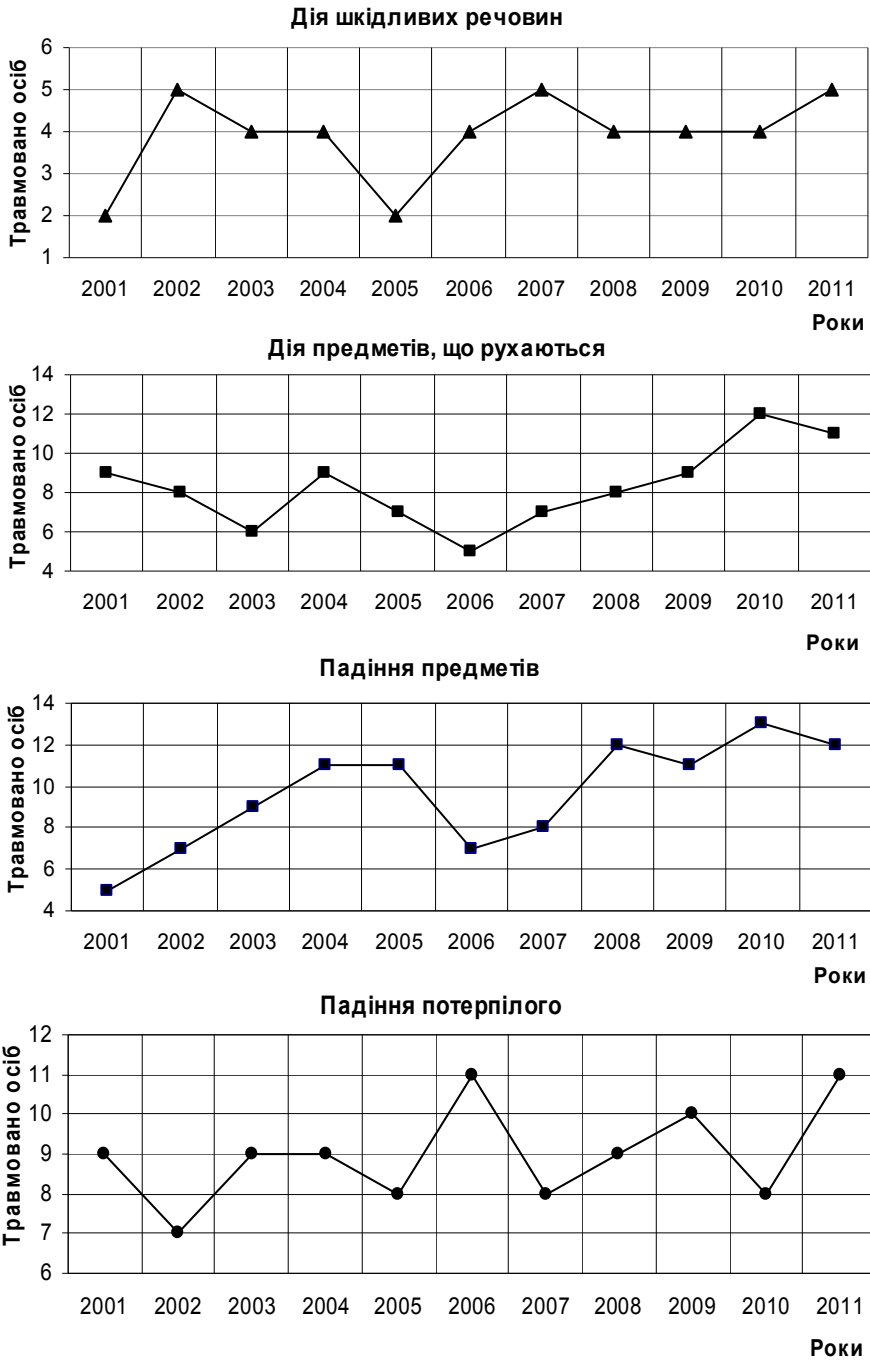 Дія шкідливих речовин
Травмовано осіб
6
5
4
3
2
1
2001 2002 2003 2004 2005 2006 2007 2008 2009 2010 2011
Роки
Дія предметів, що рухаються
Травмовано осіб
14
12
10
8
6
4
2001 2002 2003 2004 2005 2006 2007 2008 2009 2010 2011
Роки
Падіння предметів
Травмовано осіб
14
12
10
8
6
4
2001 2002 2003 2004 2005 2006 2007 2008 2009 2010 2011
Роки
Падіння потерпілого
Травмовано осіб
12
11
10
9
8
7
6
2001 2002 2003 2004 2005 2006 2007 2008 2009 2010 2011
Роки